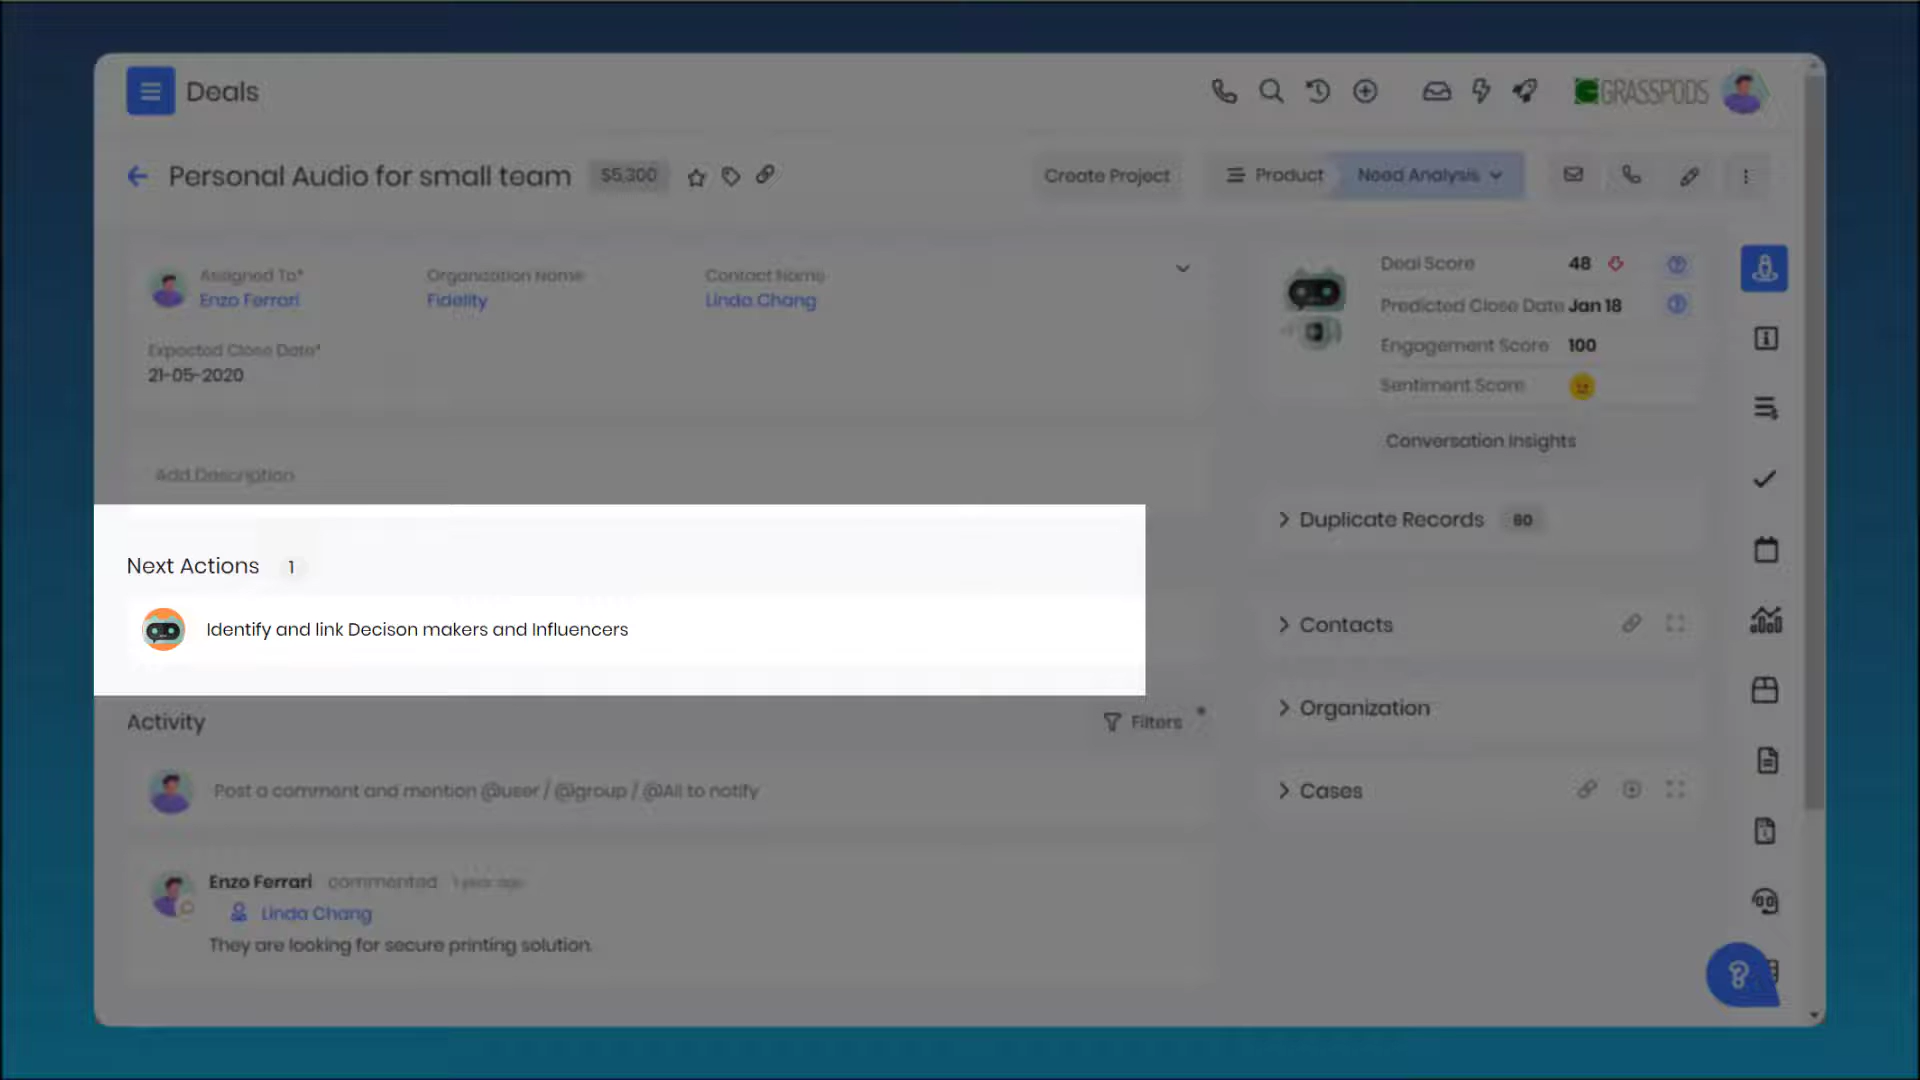 Deals
GRASSPODS
Personal Audio for small team
$5,300
Create Project
Product
Need Analysis
Assigned To*
Enzo Ferrari
Organization Name
Fidelity
Contact Name
Linda Chang
Expected Close Date*
21-05-2020
Add Description
Next Actions 1
Identify and link Decison makers and Influencers
Activity
Filters
Post a comment and mention @user / @group / @All to notify
Enzo Ferrari commented 1 year ago
Linda Chang
They are looking for secure printing solution.
Deal Score 48
Predicted Close Date Jan 18
Engagement Score 100
Sentiment Score
Conversation Insights
Duplicate Records 60
Contacts
Organization
Cases